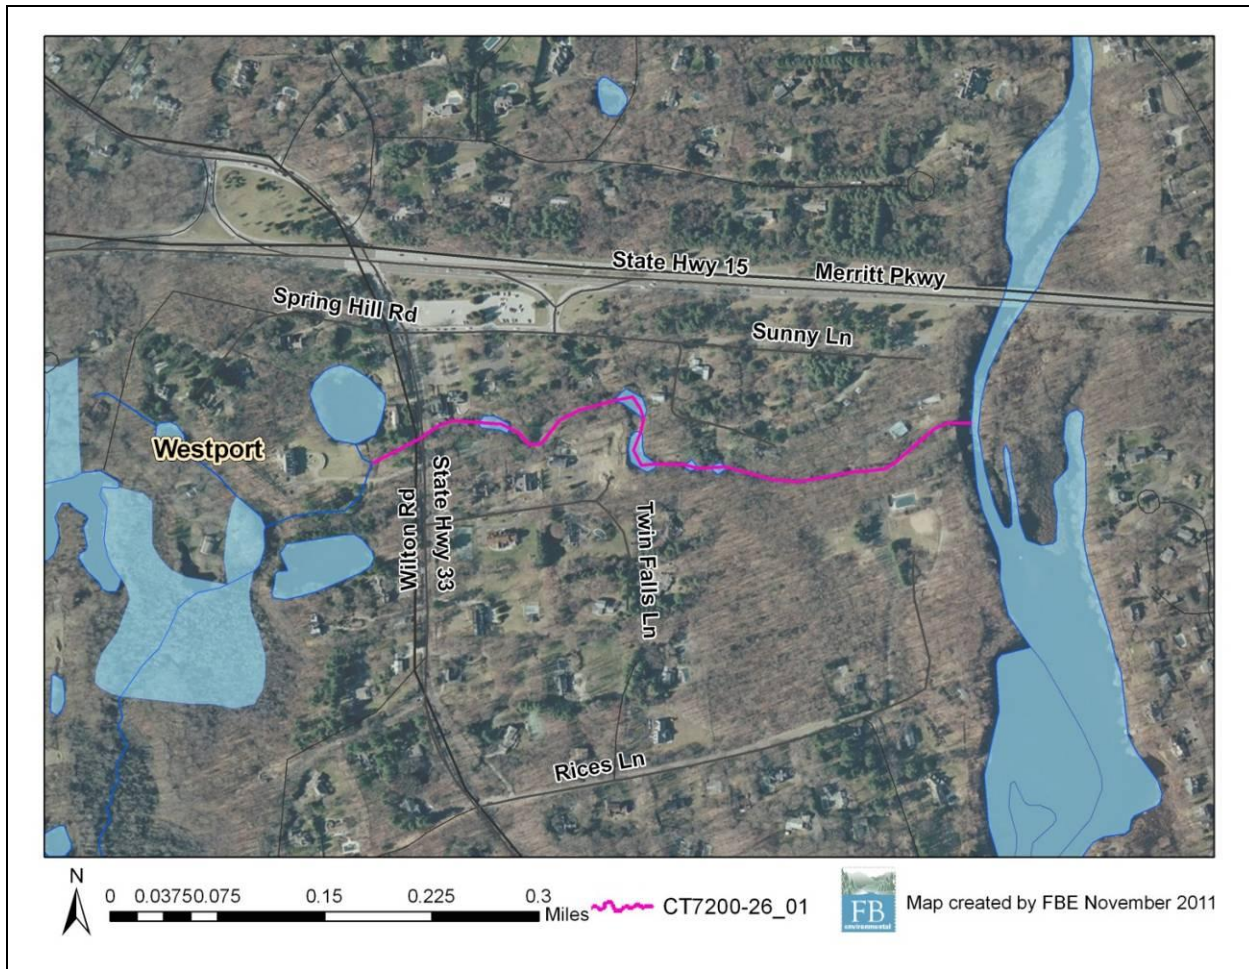 State Hwy 15
Merritt Pkwy
Spring Hill Rd
Sunny Ln
Westport
Wilton Rd
State Hwy 33
Twin Falls Ln
Rices Ln
N
0 0.0375 0.075 0.15 0.225 0.3
Miles
CT7200-26_01
FB
environmental
Map created by FBE November 2011